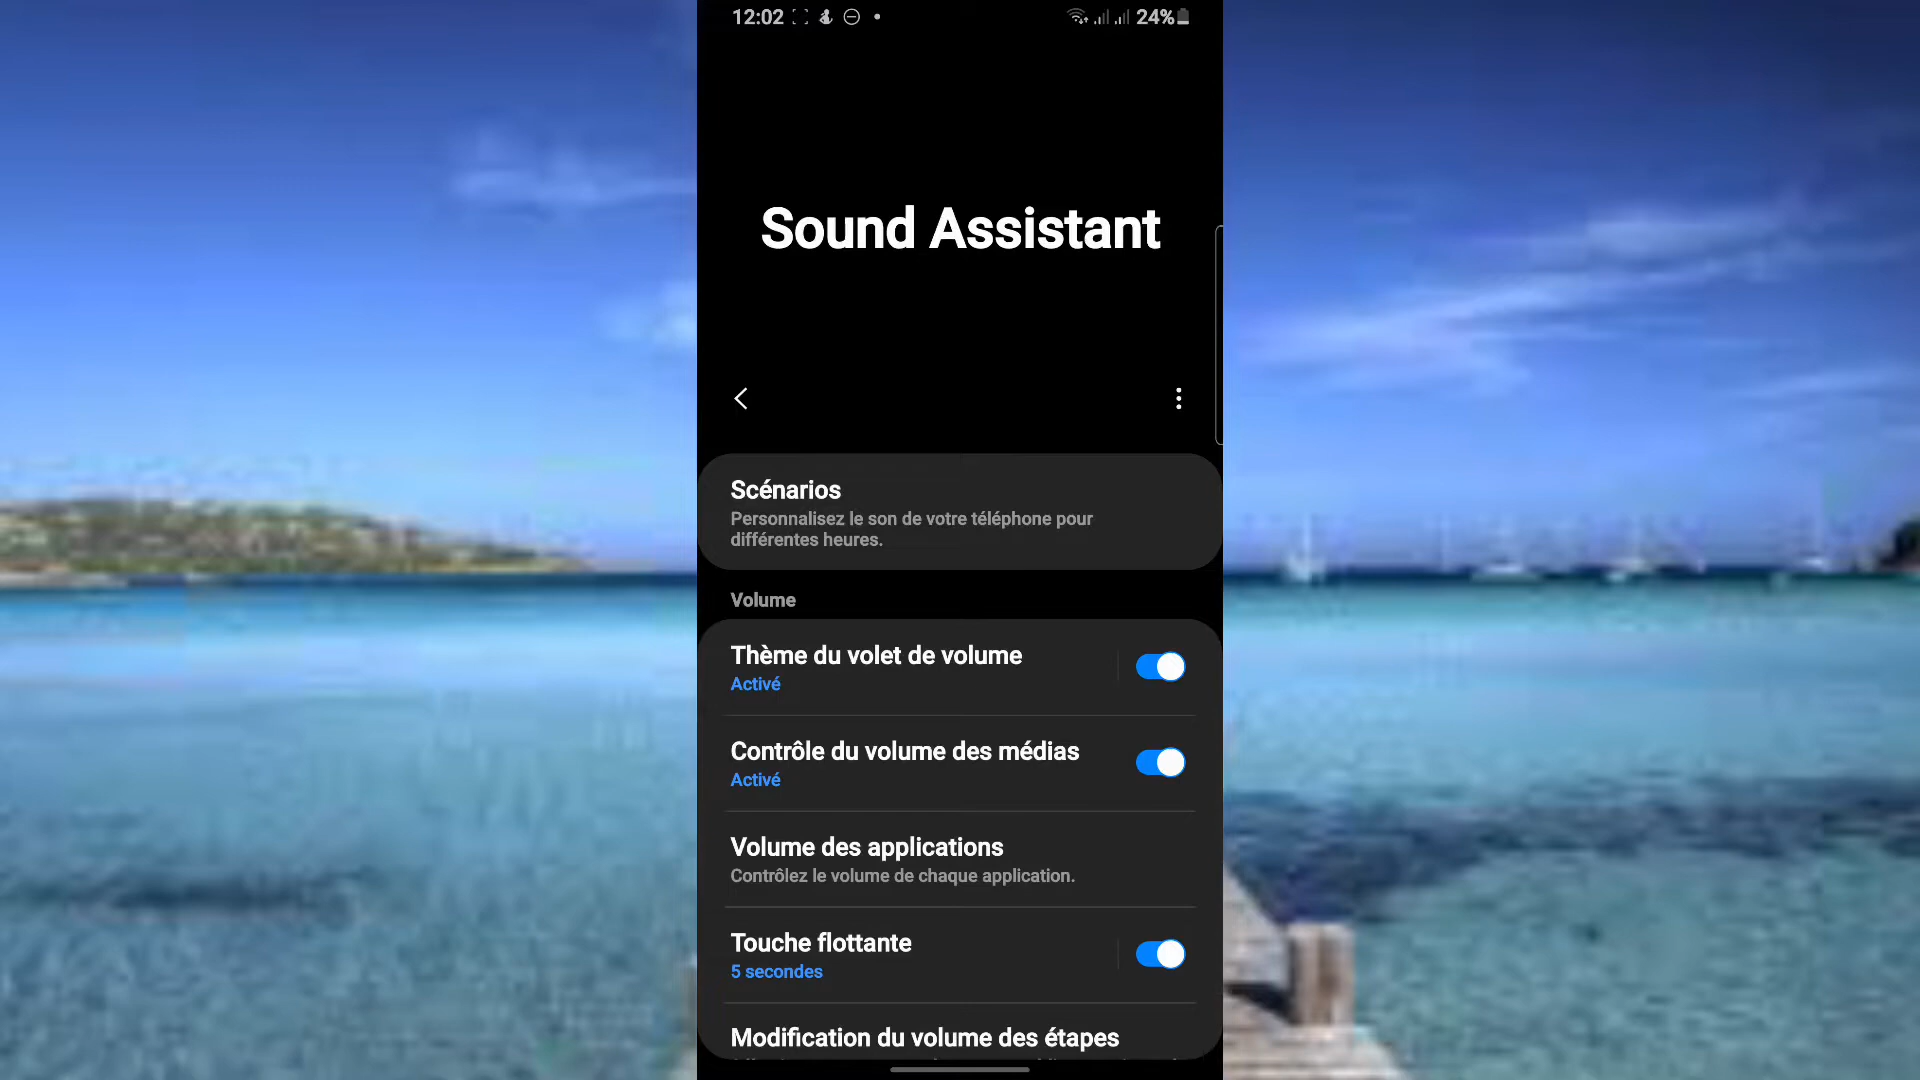 12:02
24%
Sound Assistant
Scénarios
Personnalisez le son de votre téléphone pour
différentes heures.
Volume
Thème du volet de volume
Activé
Contrôle du volume des médias
Activé
Volume des applications
Contrôlez le volume de chaque application.
Touche flottante
5 secondes
Modification du volume des étapes